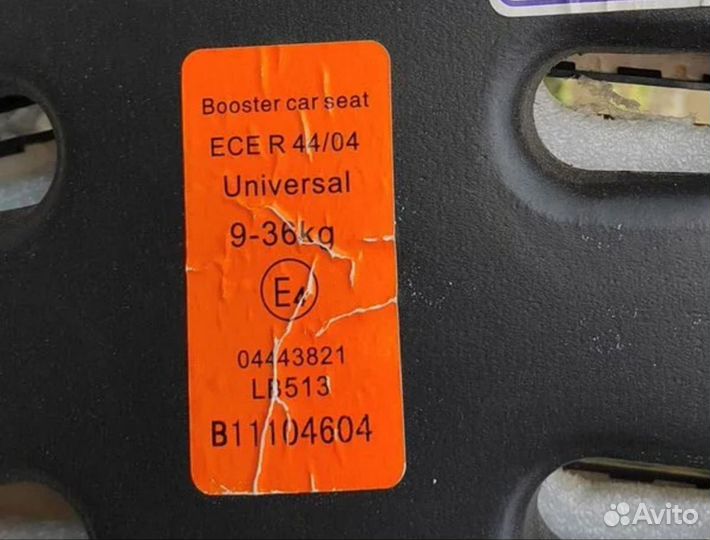 Booster car seat
ECE R 44/04
Universal
9-36kg
E4
04443821
LB513
B11104604
Avito